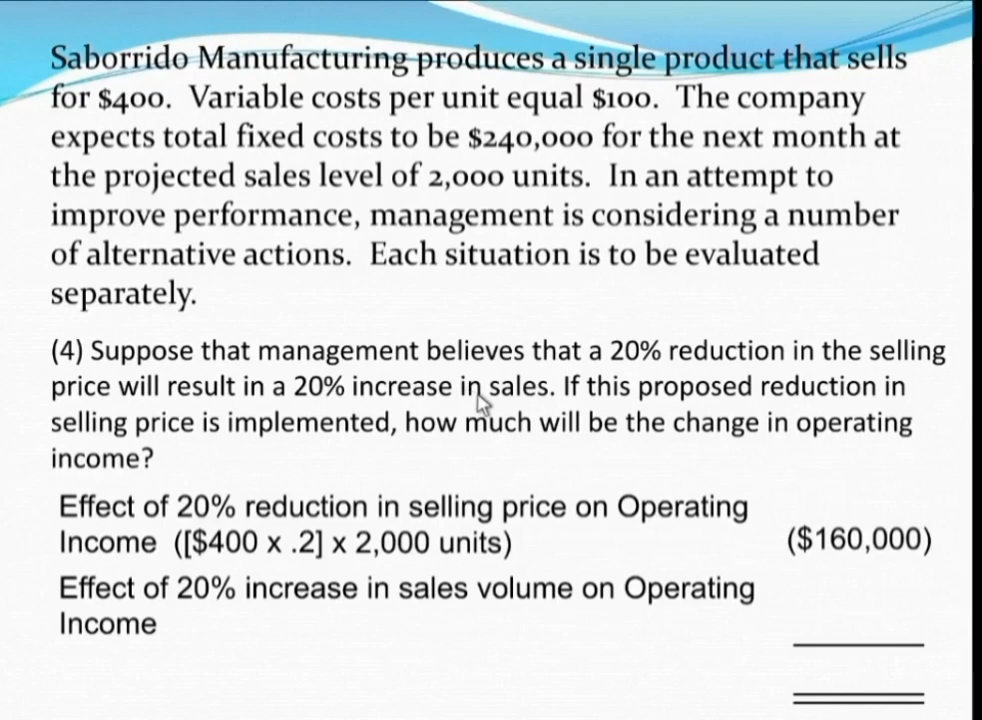 Saborrido Manufacturing produces a single product that sells
for $400. Variable costs per unit equal $100. The company
expects total fixed costs to be $240,000 for the next month at
the projected sales level of 2,000 units. In an attempt to
improve performance, management is considering a number
of alternative actions. Each situation is to be evaluated
separately.
(4) Suppose that management believes that a 20% reduction in the selling
price will result in a 20% increase in sales. If this proposed reduction in
selling price is implemented, how much will be the change in operating
income?
Effect of 20% reduction in selling price on Operating
Income ([$400 x .2] x 2,000 units) ($160,000)
Effect of 20% increase in sales volume on Operating
Income